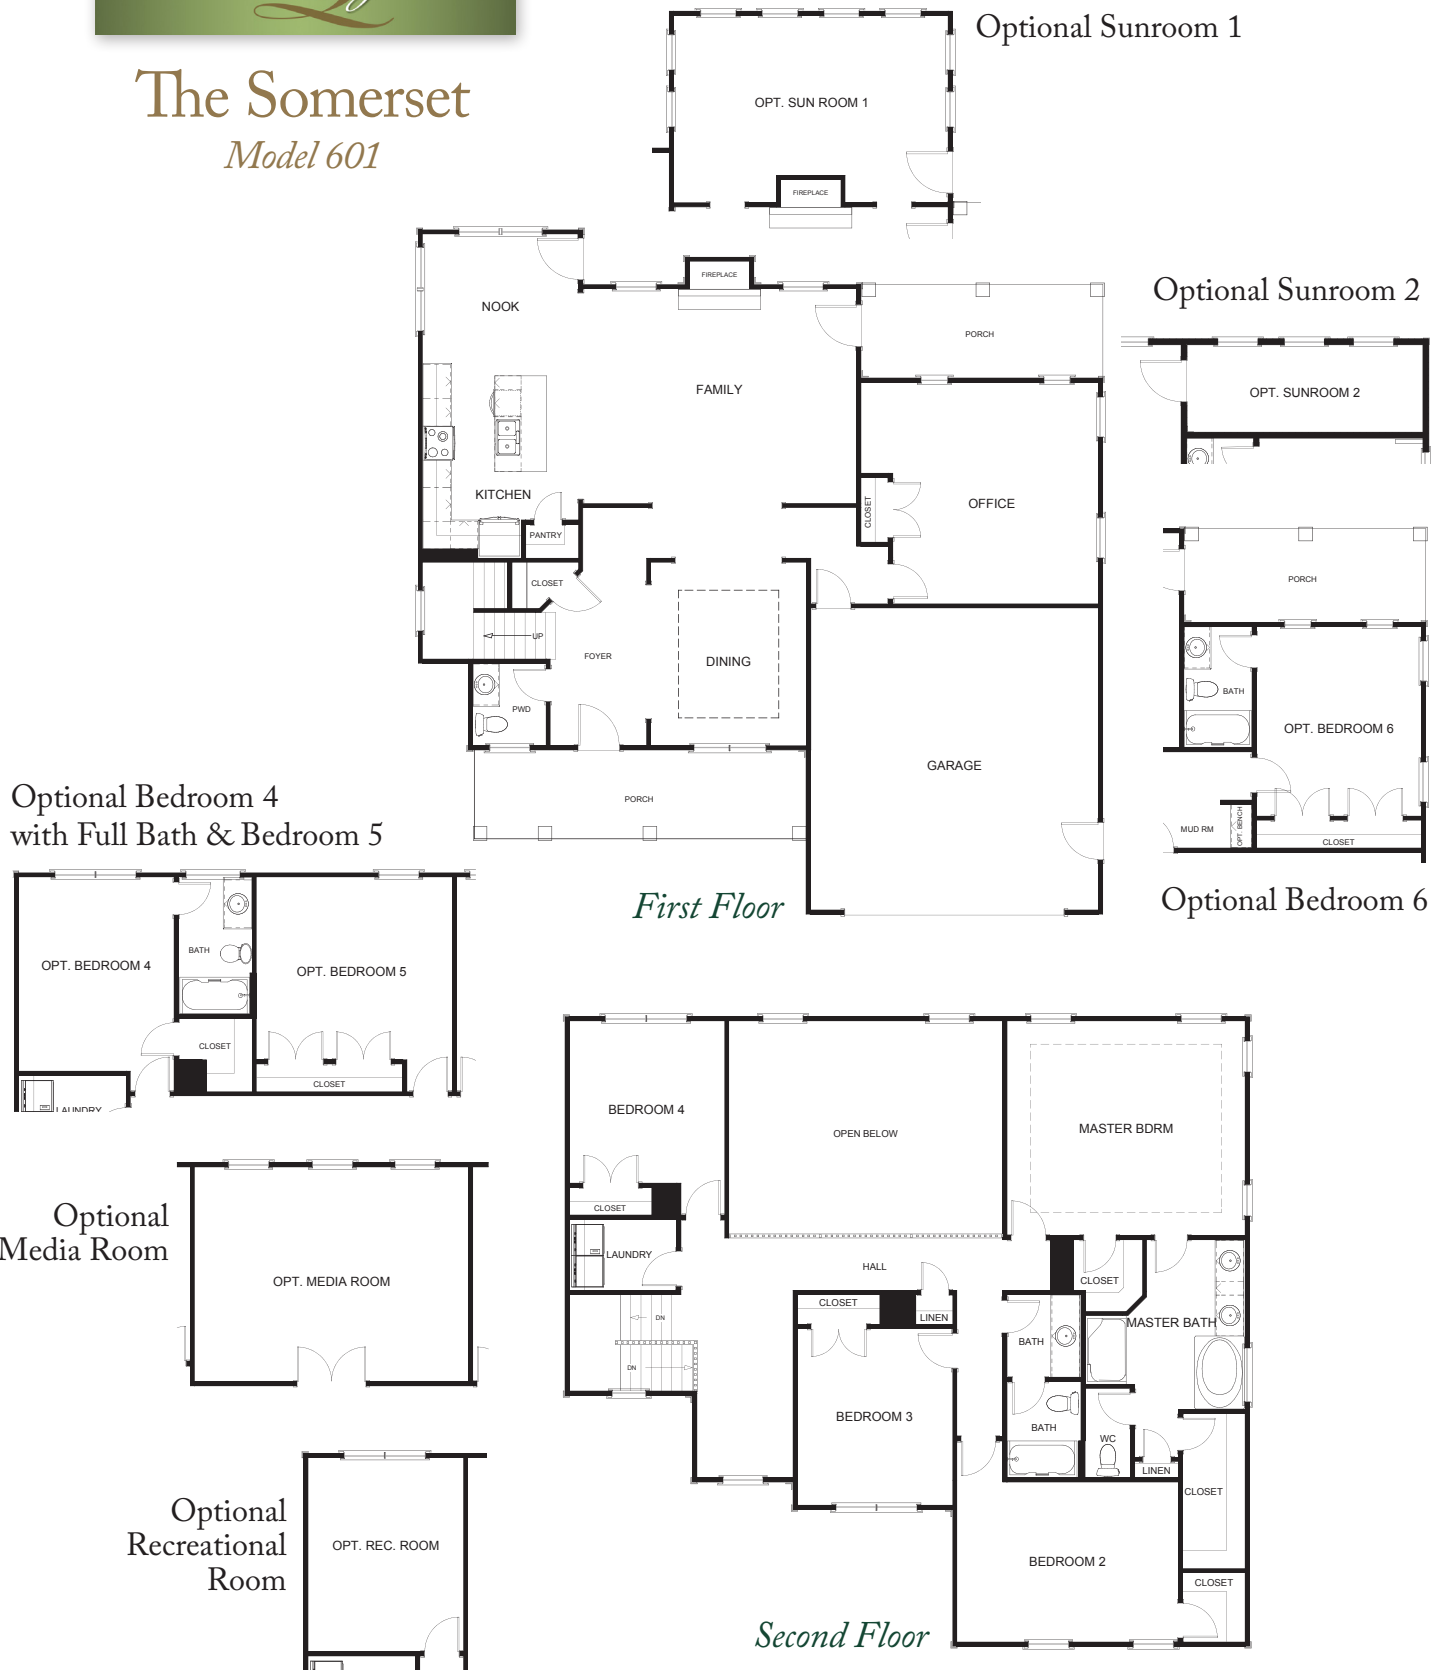 The Somerset
Model 601
Optional Sunroom 1
OPT. SUN ROOM 1
FIREPLACE
FIREPLACE
NOOK
FAMILY
PORCH
KITCHEN
PANTRY
CLOSET
OFFICE
CLOSET
UP
FOYER
DINING
PWD
GARAGE
PORCH
First Floor
Optional Sunroom 2
OPT. SUNROOM 2
PORCH
BATH
OPT. BEDROOM 6
MUD RM
OPT. BENCH
CLOSET
Optional Bedroom 6
Optional Bedroom 4
with Full Bath & Bedroom 5
OPT. BEDROOM 4
BATH
OPT. BEDROOM 5
CLOSET
CLOSET
LAUNDRY
Optional
Media Room
OPT. MEDIA ROOM
Optional
Recreational
Room
OPT. REC. ROOM
BEDROOM 4
OPEN BELOW
MASTER BDRM
CLOSET
LAUNDRY
HALL
CLOSET
CLOSET
LINEN
DN
DN
BATH
MASTER BATH
BEDROOM 3
BATH
WC
LINEN
CLOSET
BEDROOM 2
CLOSET
Second Floor